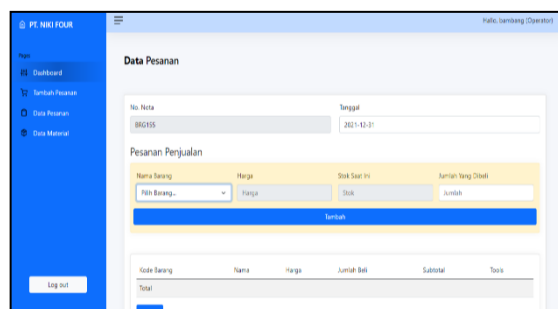 PT. NIKI FOUR
Hallo, bambang (Operator)
Pages
Dashboard
Tambah Pesanan
Data Pesanan
Data Material
Log out
Data Pesanan
No. Nota
Tanggal
BRG155
2021-12-31
Pesanan Penjualan
Nama Barang
Harga
Stok Saat Ini
Jumlah Yang Dibeli
Pilih Barang...
Harga
Stok
Jumlah
Tambah
Kode Barang
Nama
Harga
Jumlah Beli
Subtotal
Tools
Total